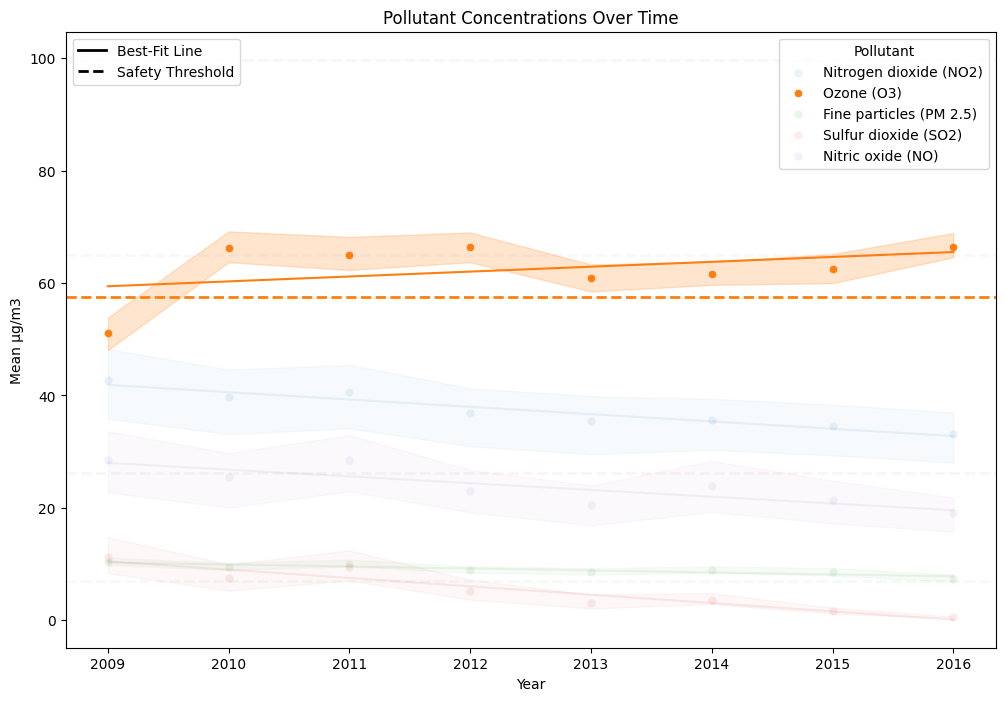 Pollutant Concentrations Over Time
Best-Fit Line
Safety Threshold
Pollutant
Nitrogen dioxide (NO2)
Ozone (O3)
Fine particles (PM 2.5)
Sulfur dioxide (SO2)
Nitric oxide (NO)
Mean µg/m3
100
80
60
40
20
0
2009 2010 2011 2012 2013 2014 2015 2016
Year